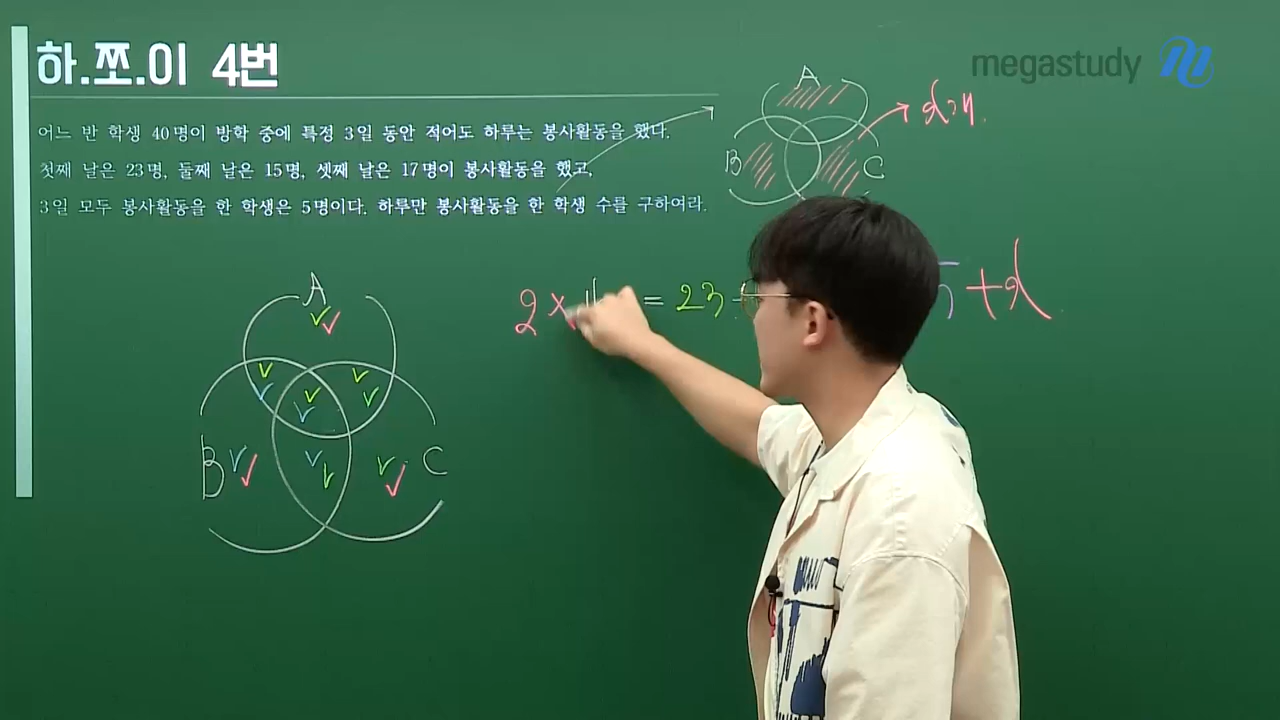 하.쪼.이 4번
megastudy
어느 반 학생 40명이 방학 중에 특정 3일 동안 적어도 하루는 봉사활동을 했다.
첫째 날은 23명, 둘째 날은 15명, 셋째 날은 17명이 봉사활동을 했고,
3일 모두 봉사활동을 한 학생은 5명이다. 하루만 봉사활동을 한 학생 수를 구하여라.
A
B
C
A
B
C
2 ×
= 23
+